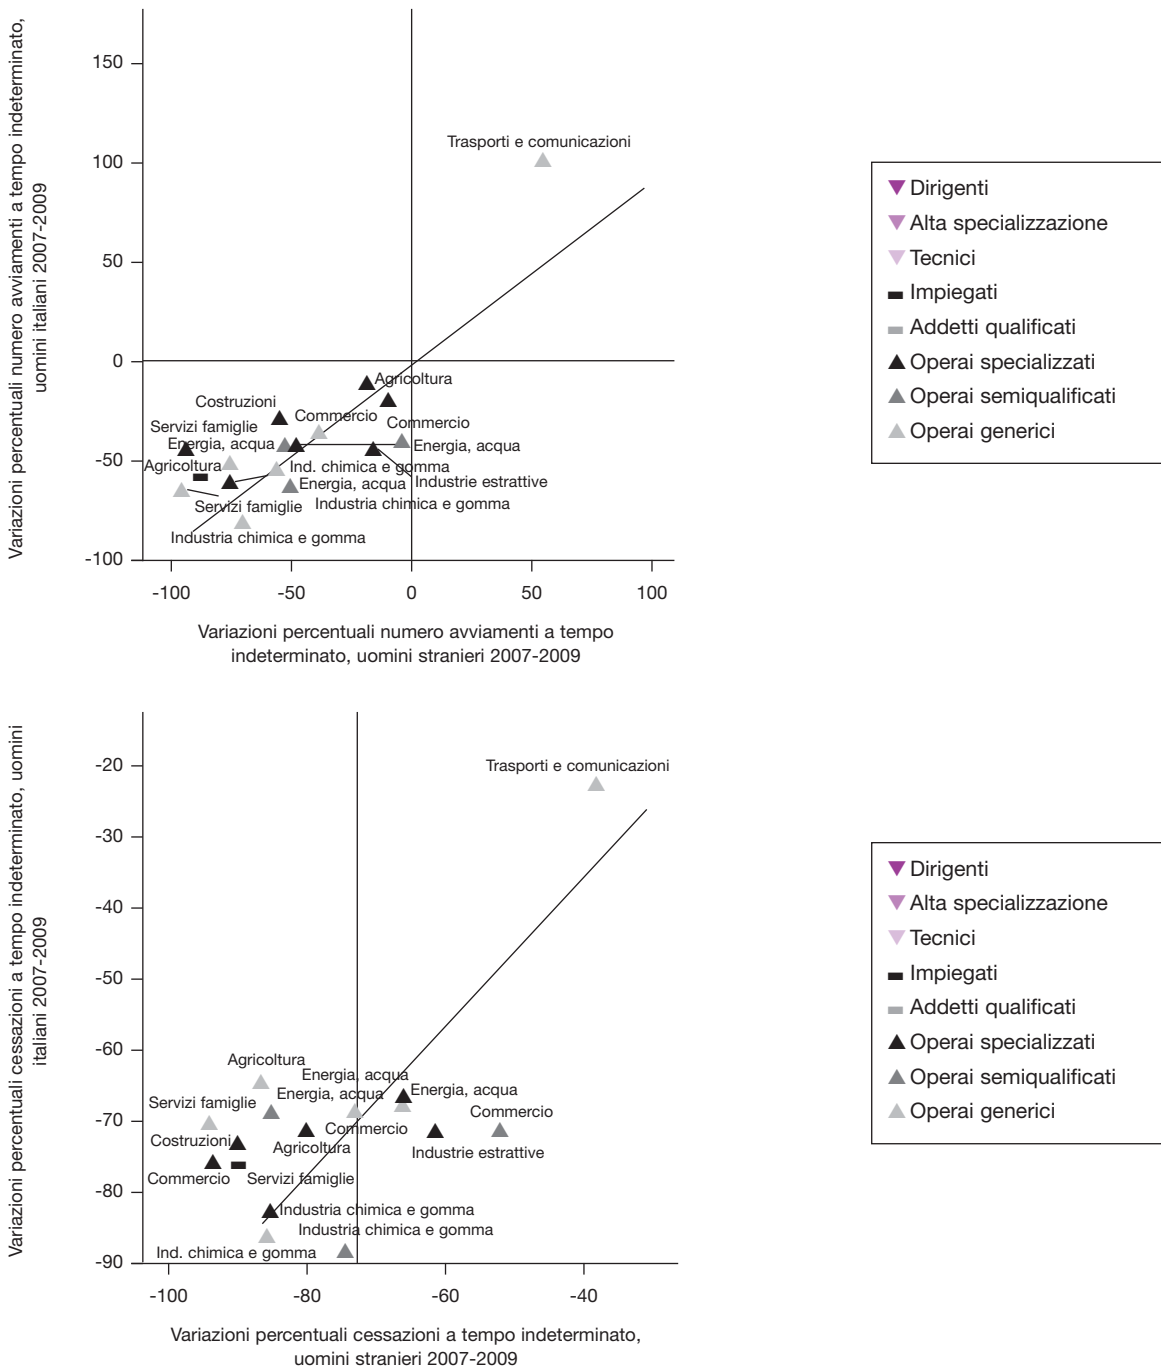 Variazioni percentuali numero avviamenti a tempo indeterminato,
uomini italiani 2007-2009
150
100
50
0
-50
-100
Trasporti e comunicazioni
Agricoltura
Costruzioni
Commercio
Commercio
Servizi famiglie
Energia, acqua
Energia, acqua
Agricoltura
Ind. chimica e gomma
Energia, acqua
Industrie estrattive
Servizi famiglie
Industria chimica e gomma
Industria chimica e gomma
-100
-50
0
50
100
Variazioni percentuali numero avviamenti a tempo
indeterminato, uomini stranieri 2007-2009
Dirigenti
Alta specializzazione
Tecnici
Impiegati
Addetti qualificati
Operai specializzati
Operai semiqualificati
Operai generici
Variazioni percentuali cessazioni a tempo indeterminato, uomini
italiani 2007-2009
-20
-30
-40
-50
-60
-70
-80
-90
Trasporti e comunicazioni
Agricoltura
Energia, acqua
Energia, acqua
Energia, acqua
Servizi famiglie
Commercio
Costruzioni
Commercio
Agricoltura
Industrie estrattive
Commercio
Servizi famiglie
Industria chimica e gomma
Industria chimica e gomma
Ind. chimica e gomma
-100
-80
-60
-40
Variazioni percentuali cessazioni a tempo indeterminato,
uomini stranieri 2007-2009
Dirigenti
Alta specializzazione
Tecnici
Impiegati
Addetti qualificati
Operai specializzati
Operai semiqualificati
Operai generici